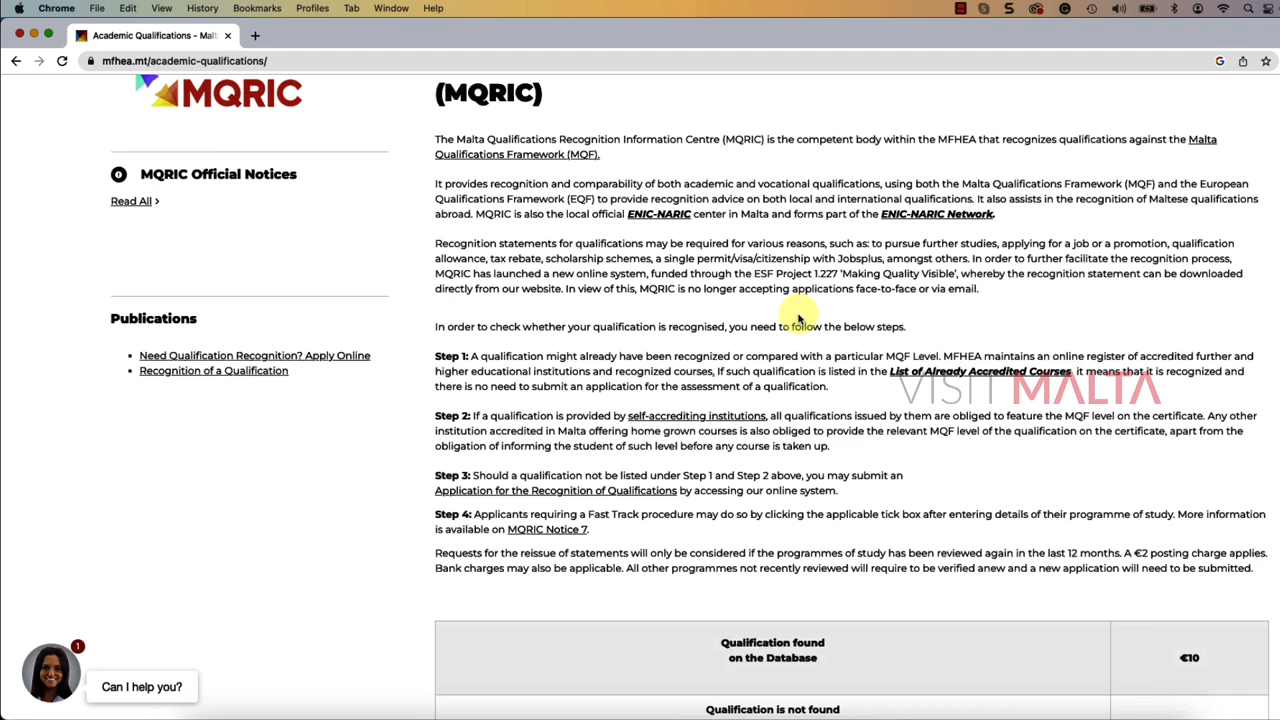 Chrome File Edit View History Bookmarks Profiles Tab Window Help
Academic Qualifications - Mal
mfhea.mt/academic-qualifications/
MQRIC
(MQRIC)
The Malta Qualifications Recognition Information Centre (MQRIC) is the competent body within the MFHEA that recognizes qualifications against the Malta
Qualifications Framework (MQF).
It provides recognition and comparability of both academic and vocational qualifications, using both the Malta Qualifications Framework (MQF) and the European
Qualifications Framework (EQF) to provide recognition advice on both local and international qualifications. It also assists in the recognition of Maltese qualifications
abroad. MQRIC is also the local official ENIC-NARIC center in Malta and forms part of the ENIC-NARIC Network.
Recognition statements for qualifications may be required for various reasons, such as: to pursue further studies, applying for a job or a promotion, qualification
allowance, tax rebate, scholarship schemes, a single permit/visa/citizenship with Jobsplus, amongst others. In order to further facilitate the recognition process,
MQRIC has launched a new online system, funded through the ESF Project 1.227 ‘Making Quality Visible’, whereby the recognition statement can be downloaded
directly from our website. In view of this, MQRIC is no longer accepting applications face-to-face or via email.
In order to check whether your qualification is recognised, you need to follow the below steps.
Step 1: A qualification might already have been recognized or compared with a particular MQF Level. MFHEA maintains an online register of accredited further and
higher educational institutions and recognized courses, If such qualification is listed in the List of Already Accredited Courses, it means that it is recognized and
there is no need to submit an application for the assessment of a qualification.
VISIT MALTA
Step 2: If a qualification is provided by self-accrediting institutions, all qualifications issued by them are obliged to feature the MQF level on the certificate. Any other
institution accredited in Malta offering home grown courses is also obliged to provide the relevant MQF level of the qualification on the certificate, apart from the
obligation of informing the student of such level before any course is taken up.
Step 3: Should a qualification not be listed under Step 1 and Step 2 above, you may submit an
Application for the Recognition of Qualifications by accessing our online system.
Step 4: Applicants requiring a Fast Track procedure may do so by clicking the applicable tick box after entering details of their programme of study. More information
is available on MQRIC Notice 7.
Requests for the reissue of statements will only be considered if the programmes of study has been reviewed again in the last 12 months. A €2 posting charge applies.
Bank charges may also be applicable. All other programmes not recently reviewed will require to be verified anew and a new application will need to be submitted.
Qualification found
on the Database
€10
Qualification is not found
MQRIC Official Notices
Read All >
Publications
Need Qualification Recognition? Apply Online
Recognition of a Qualification
1
Can I help you?